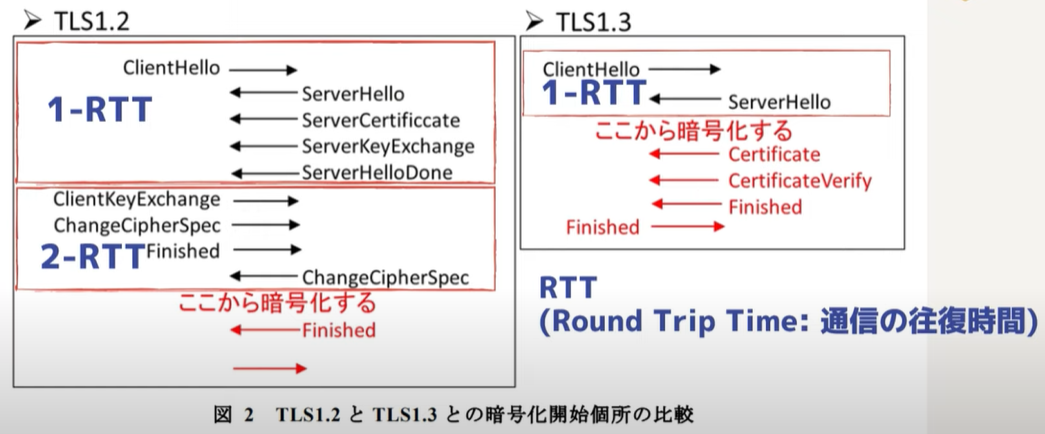 ➤ TLS1.2
ClientHello
1-RTT
ServerHello
ServerCertificcate
ServerKeyExchange
ServerHelloDone
ClientKeyExchange
ChangeCipherSpec
2-RTT
Finished
ChangeCipherSpec
ここから暗号化する
Finished
➤ TLS1.3
ClientHello
1-RTT
ServerHello
ここから暗号化する
Certificate
CertificateVerify
Finished
Finished
RTT
(Round Trip Time: 通信の往復時間)
図 2 TLS1.2 と TLS1.3 との暗号化開始個所の比較